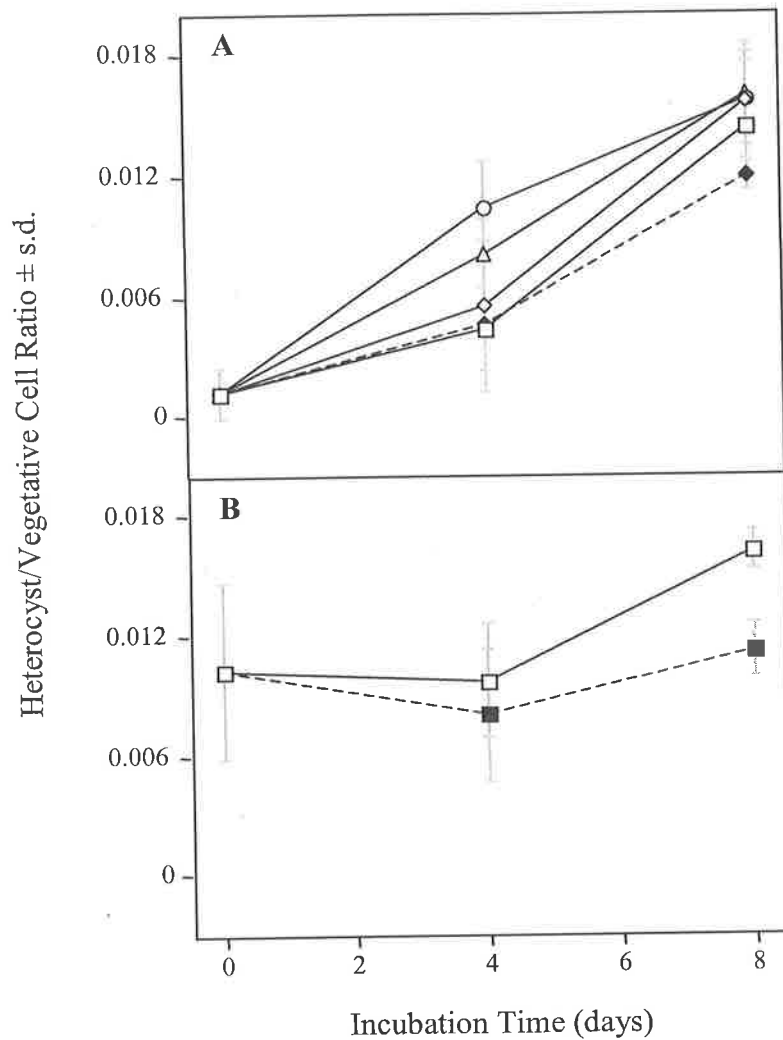 Heterocyst/Vegetative Cell Ratio ± s.d.
A
0.018
0.012
0.006
0
B
0.018
0.012
0.006
0
0 2 4 6 8
Incubation Time (days)